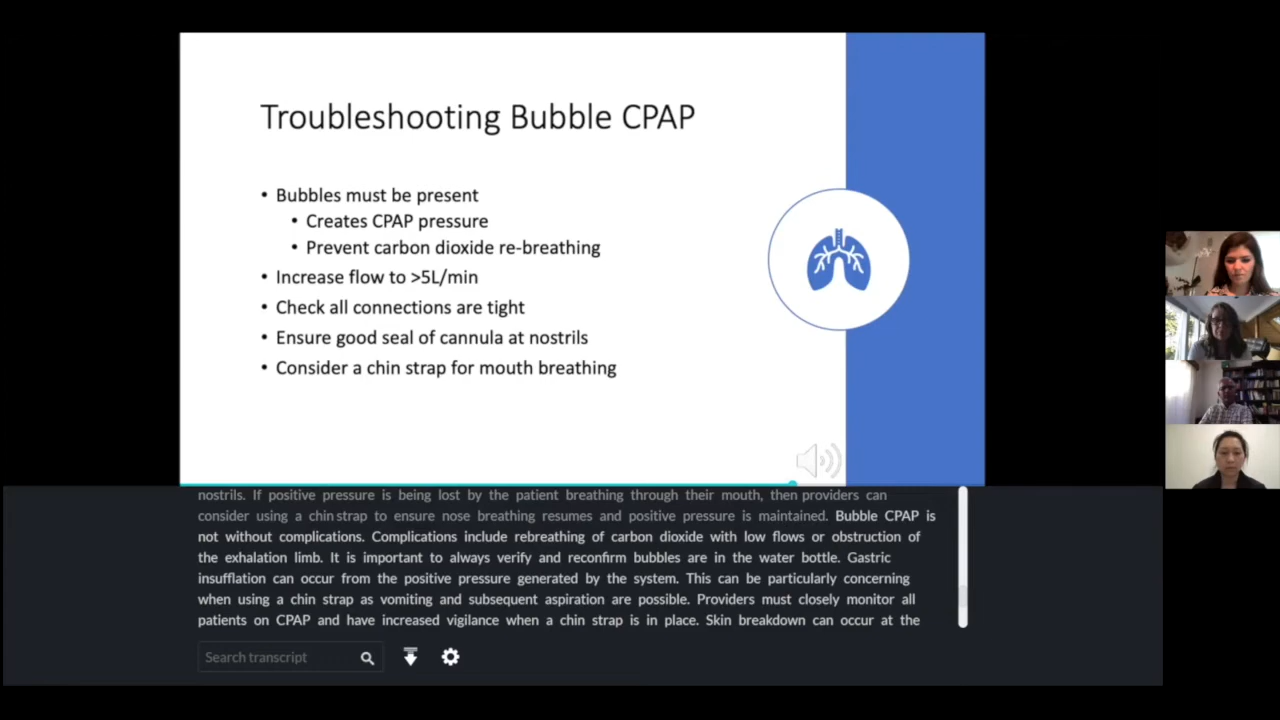 Troubleshooting Bubble CPAP
• Bubbles must be present
• Creates CPAP pressure
• Prevent carbon dioxide re-breathing
• Increase flow to >5L/min
• Check all connections are tight
• Ensure good seal of cannula at nostrils
• Consider a chin strap for mouth breathing
nostrils. If positive pressure is being lost by the patient breathing through their mouth, then providers can
consider using a chin strap to ensure nose breathing resumes and positive pressure is maintained. Bubble CPAP is
not without complications. Complications include rebreathing of carbon dioxide with low flows or obstruction of
the exhalation limb. It is important to always verify and reconfirm bubbles are in the water bottle. Gastric
insufflation can occur from the positive pressure generated by the system. This can be particularly concerning
when using a chin strap as vomiting and subsequent aspiration are possible. Providers must closely monitor all
patients on CPAP and have increased vigilance when a chin strap is in place. Skin breakdown can occur at the
Search transcript